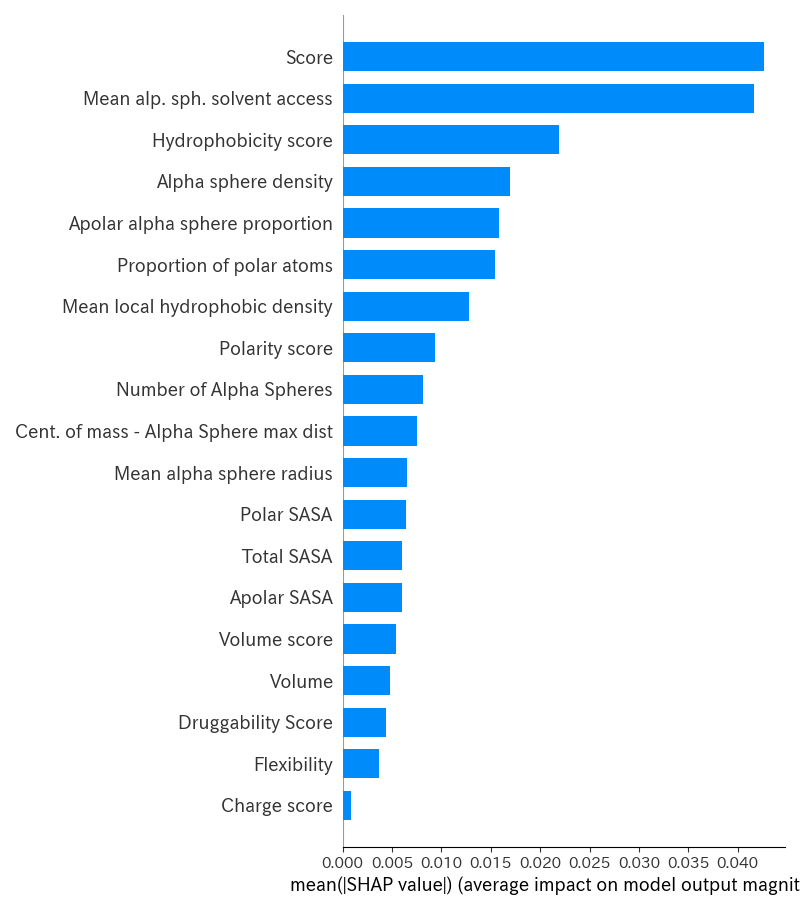 Score
Mean alp. sph. solvent access
Hydrophobicity score
Alpha sphere density
Apolar alpha sphere proportion
Proportion of polar atoms
Mean local hydrophobic density
Polarity score
Number of Alpha Spheres
Cent. of mass - Alpha Sphere max dist
Mean alpha sphere radius
Polar SASA
Total SASA
Apolar SASA
Volume score
Volume
Druggability Score
Flexibility
Charge score
0.000 0.005 0.010 0.015 0.020 0.025 0.030 0.035 0.040
mean(|SHAP value|) (average impact on model output magnit